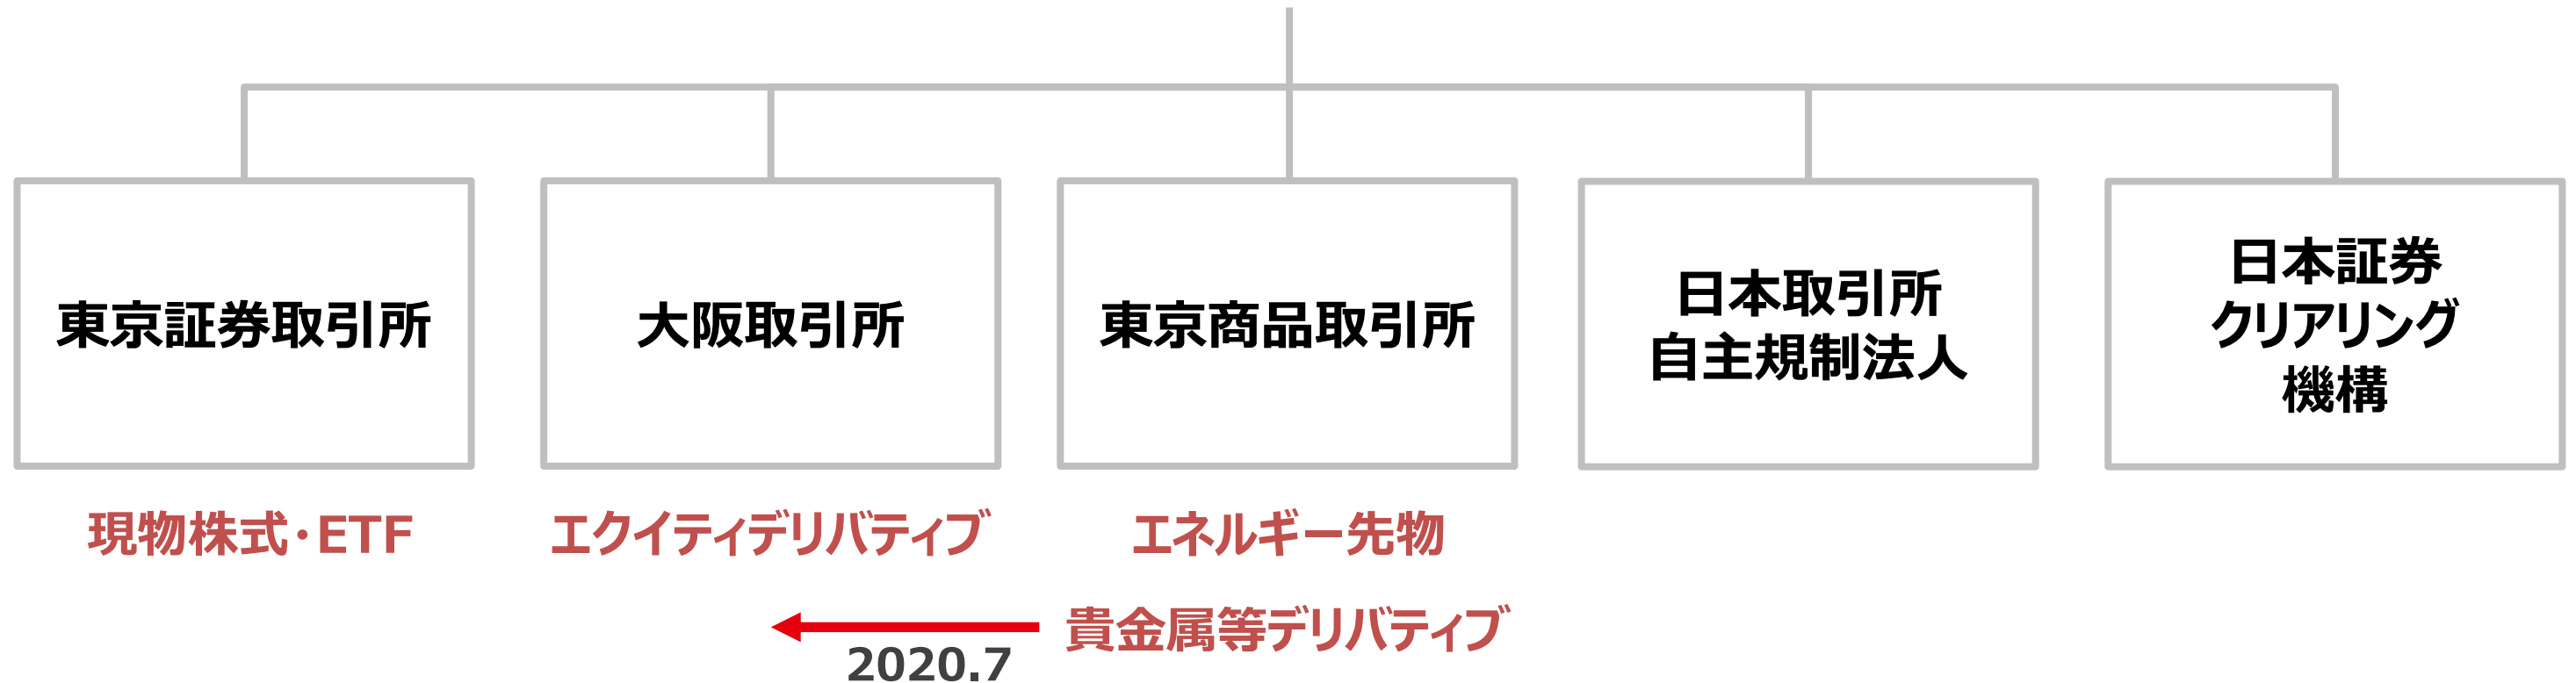 東京証券取引所
大阪取引所
東京商品取引所
日本取引所
自主規制法人
日本証券
クリアリング
機構
現物株式・ETF
エクイティデリバティブ
エネルギー先物
貴金属等デリバティブ
2020.7